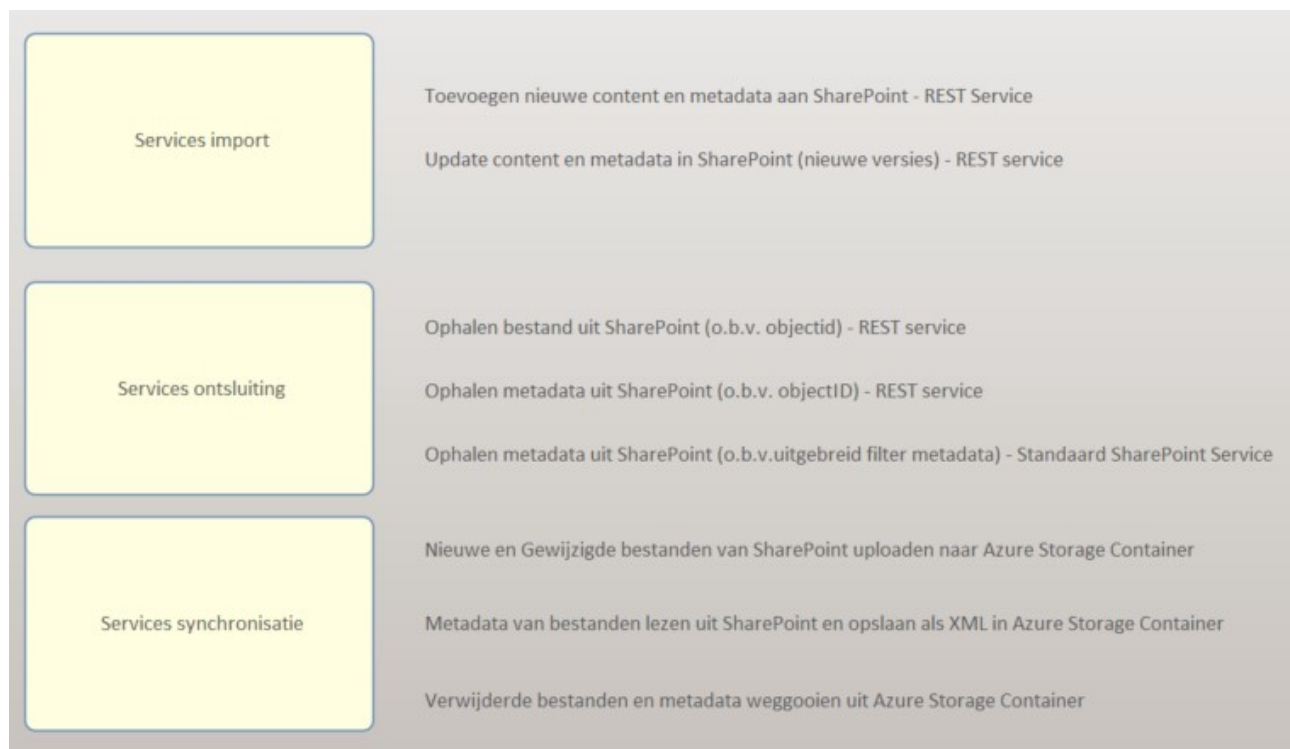 Services import
Toevoegen nieuwe content en metadata aan SharePoint - REST Service
Update content en metadata in SharePoint (nieuwe versies) - REST service
Services ontsluiting
Ophalen bestand uit SharePoint (o.b.v. objectid) - REST service
Ophalen metadata uit SharePoint (o.b.v. objectID) - REST service
Ophalen metadata uit SharePoint (o.b.v.uitgebreid filter metadata) - Standaard SharePoint Service
Services synchronisatie
Nieuwe en Gewijzigde bestanden van SharePoint uploaden naar Azure Storage Container
Metadata van bestanden lezen uit SharePoint en opslaan als XML in Azure Storage Container
Verwijderde bestanden en metadata weggooien uit Azure Storage Container